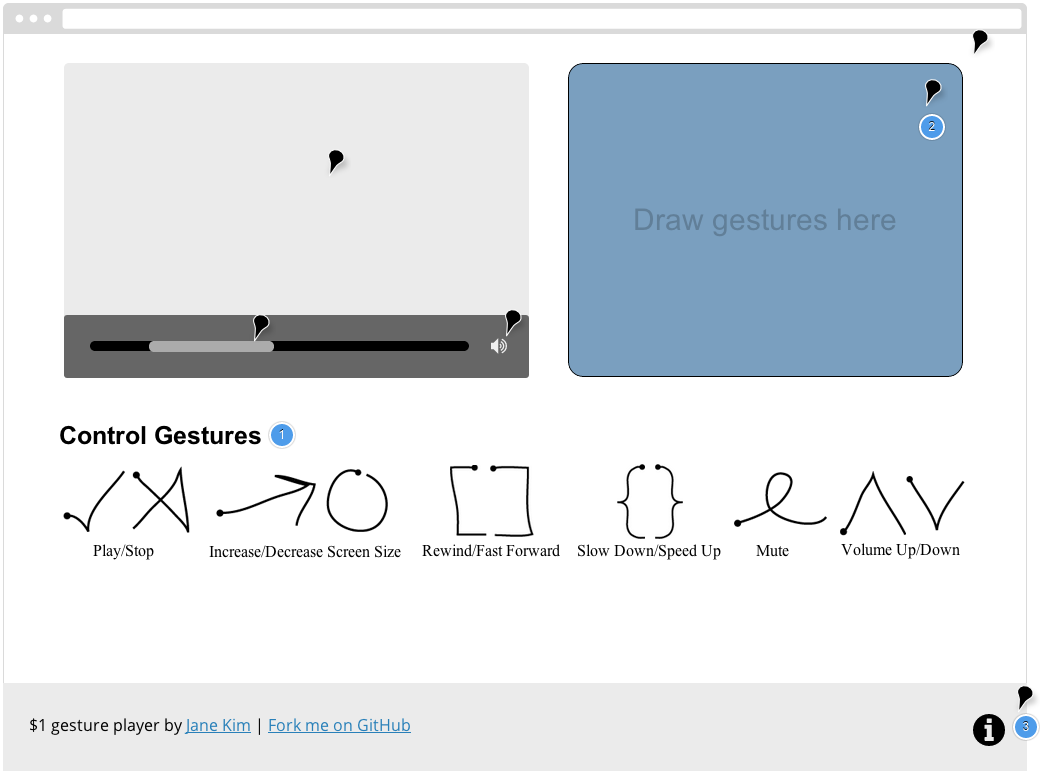 2
Draw gestures here
Control Gestures 1
Play/Stop
Increase/Decrease Screen Size
Rewind/Fast Forward
Slow Down/Speed Up
Mute
Volume Up/Down
$1 gesture player by Jane Kim | Fork me on GitHub
i
3